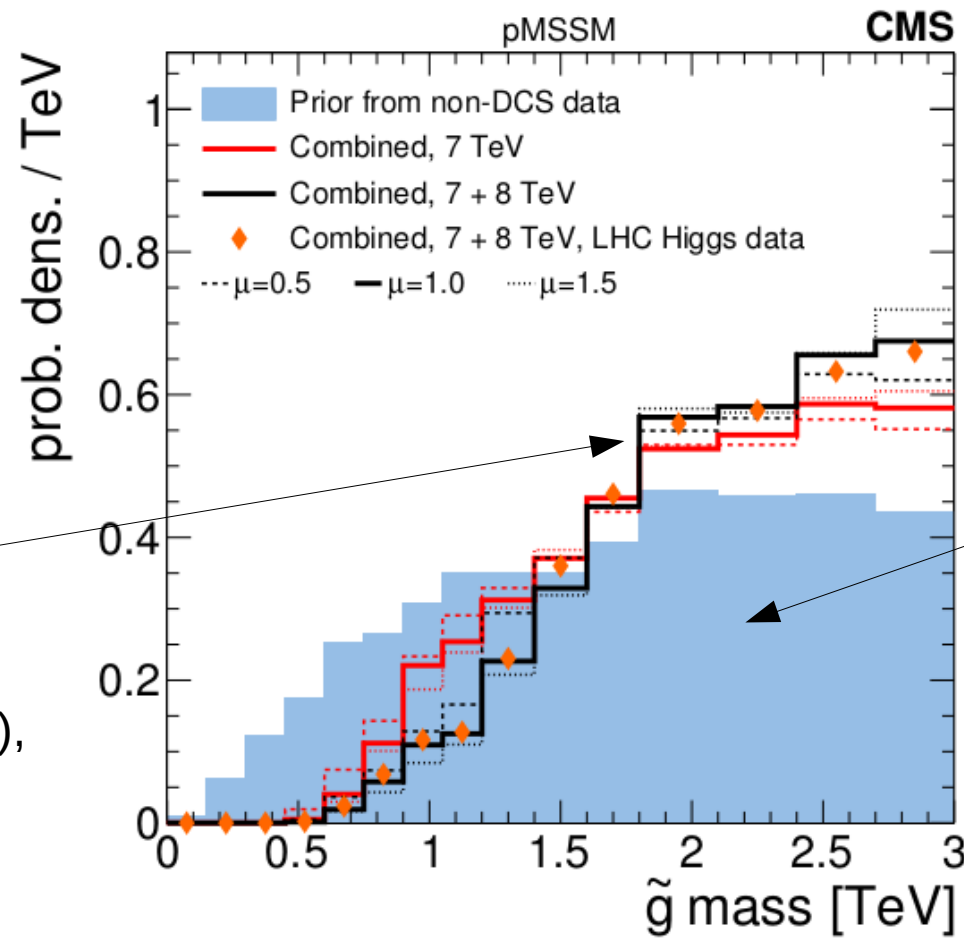 pMSSM CMS
prob. dens. / TeV
1
0.8
0.6
0.4
0.2
0
Prior from non-DCS data
Combined, 7 TeV
Combined, 7 + 8 TeV
Combined, 7 + 8 TeV, LHC Higgs data
μ=0.5 μ=1.0 μ=1.5
),
0 0.5 1 1.5 2 2.5 3
g̃ mass [TeV]